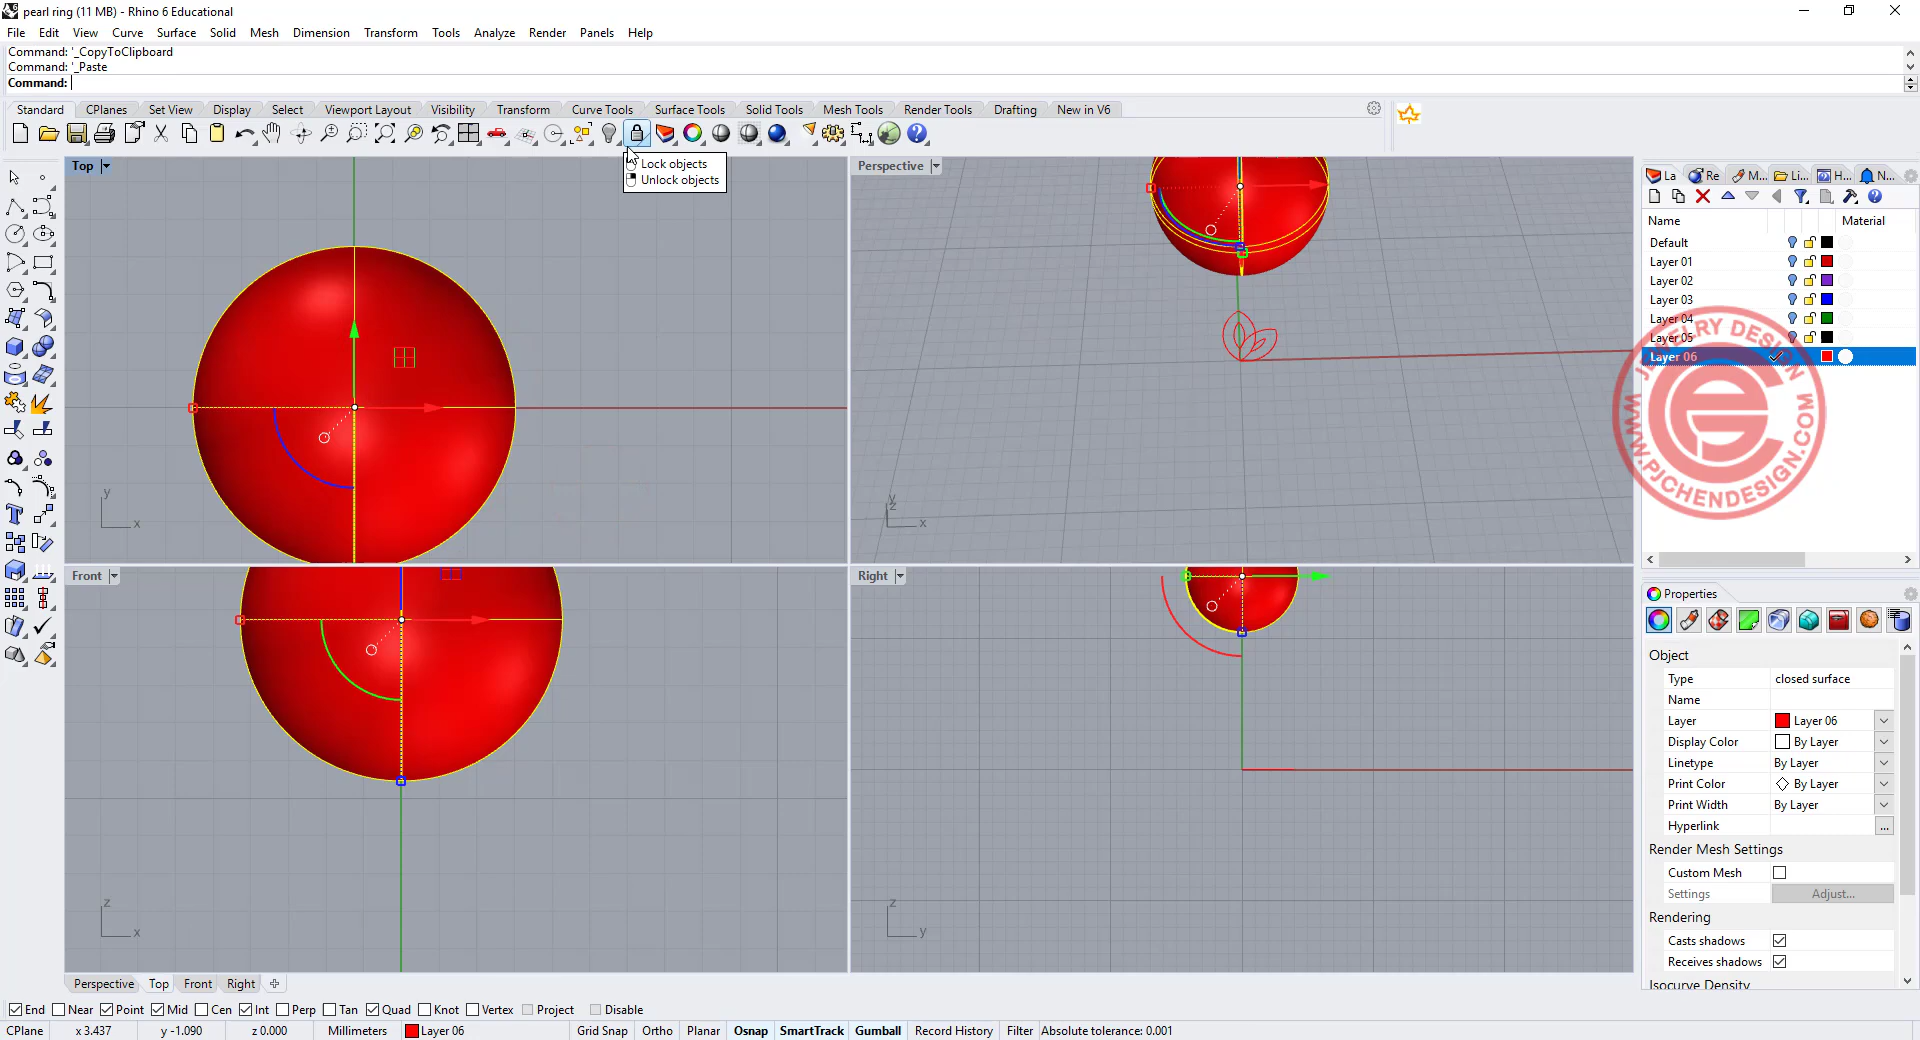 pearl ring (11 MB) - Rhino 6 Educational
File Edit View Curve Surface Solid Mesh Dimension Transform Tools Analyze Render Panels Help
Command: '_CopyToClipboard
Command: '_Paste
Command:
Standard CPlanes Set View Display Select Viewport Layout Visibility Transform Curve Tools Surface Tools Solid Tools Mesh Tools Render Tools Drafting New in V6
Lock objects
Unlock objects
Top
Perspective
y
x
y
z
x
Front
Right
z
x
z
y
La Re M... Li... H... N...
Name Material
Default
Layer 01
Layer 02
Layer 03
Layer 04
Layer 05
Layer 06
JEWELRY DESIGN
WWW.PJCHENDESIGN.COM
Properties
Object
Type closed surface
Name
Layer Layer 06
Display Color By Layer
Linetype By Layer
Print Color By Layer
Print Width By Layer
Hyperlink ...
Render Mesh Settings
Custom Mesh
Settings Adjust...
Rendering
Casts shadows
Receives shadows
Isocurve Density
Perspective Top Front Right
End Near Point Mid Cen Int Perp Tan Quad Knot Vertex Project Disable
CPlane x 3.437 y -1.090 z 0.000 Millimeters Layer 06 Grid Snap Ortho Planar Osnap SmartTrack Gumball Record History Filter Absolute tolerance: 0.001